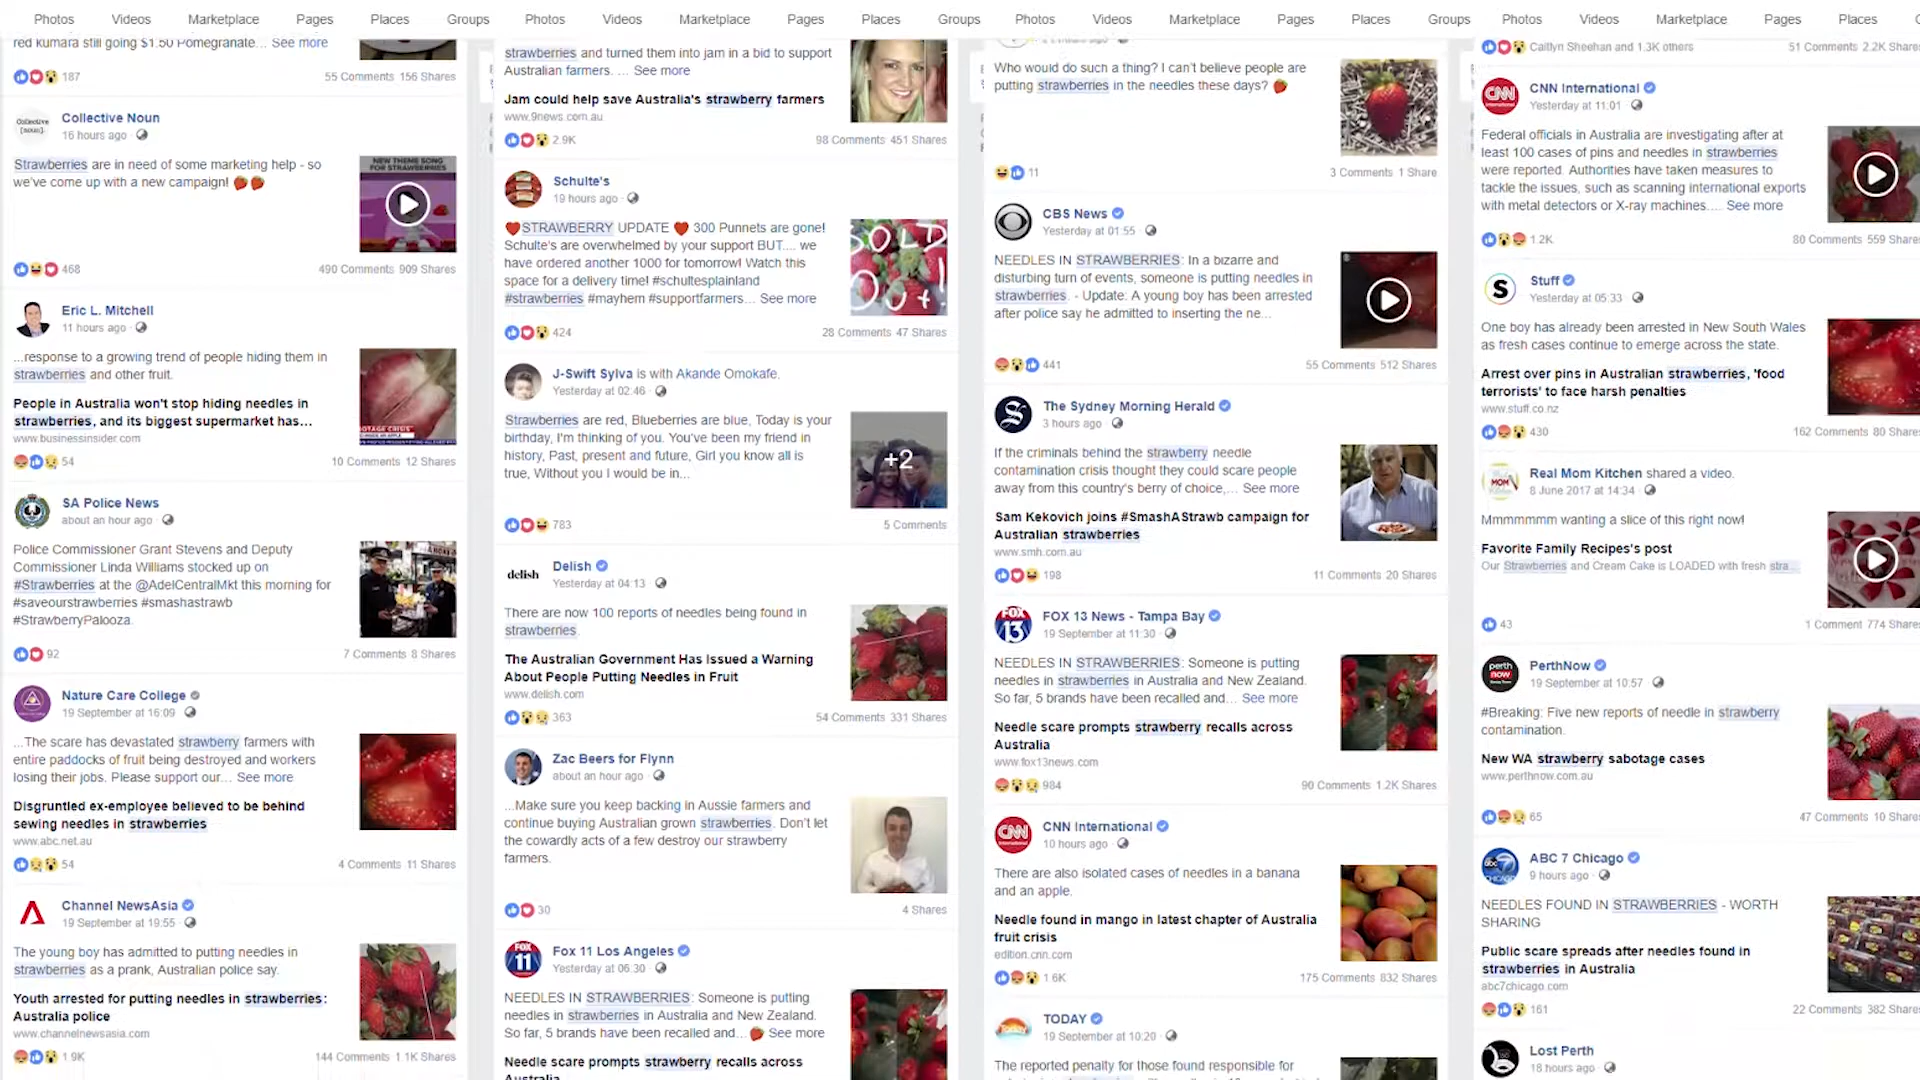 Photos Videos Marketplace Pages Places Groups Photos Videos Marketplace Pages Places Groups Photos Videos Marketplace Pages Places Groups Photos Videos Marketplace Pages Places
red kumara still going $1.50 Pomegranate... See more
187
55 Comments 156 Shares
Collective Noun
16 hours ago
Collective
[noun].
Strawberries are in need of some marketing help - so
we've come up with a new campaign!
NEW THEME SONG
FOR STRAWBERRIES
468
490 Comments 909 Shares
Eric L. Mitchell
11 hours ago
...response to a growing trend of people hiding them in
strawberries and other fruit.
People in Australia won't stop hiding needles in
strawberries, and its biggest supermarket has...
www.businessinsider.com
54
10 Comments 12 Shares
SA Police News
about an hour ago
Police Commissioner Grant Stevens and Deputy
Commissioner Linda Williams stocked up on
#Strawberries at the @AdelCentralMkt this morning for
#saveourstrawberries #smashastrawb
#StrawberryPalooza.
92
7 Comments 8 Shares
Nature Care College
19 September at 16:09
...The scare has devastated strawberry farmers with
entire paddocks of fruit being destroyed and workers
losing their jobs. Please support our... See more
Disgruntled ex-employee believed to be behind
sewing needles in strawberries
www.abc.net.au
54
4 Comments 11 Shares
Channel NewsAsia
19 September at 19:55
The young boy has admitted to putting needles in
strawberries as a prank, Australian police say.
Youth arrested for putting needles in strawberries:
Australia police
www.channelnewsasia.com
1.9K
144 Comments 1.1K Shares
strawberries and turned them into jam in a bid to support
Australian farmers. ... See more
Jam could help save Australia's strawberry farmers
www.9news.com.au
2.9K
98 Comments 451 Shares
Schulte's
19 hours ago
STRAWBERRY UPDATE 300 Punnets are gone!
Schulte's are overwhelmed by your support BUT.... we
have ordered another 1000 for tomorrow! Watch this
space for a delivery time! #schultesplainland
#strawberries #mayhem #supportfarmers... See more
SOLD
Out!
424
28 Comments 47 Shares
J-Swift Sylva is with Akande Omokafe.
Yesterday at 02:46
Strawberries are red, Blueberries are blue, Today is your
birthday, I'm thinking of you. You've been my friend in
history, Past, present and future, Girl you know all is
true, Without you I would be in...
+2
783
5 Comments
delish
Delish
Yesterday at 04:13
There are now 100 reports of needles being found in
strawberries.
The Australian Government Has Issued a Warning
About People Putting Needles in Fruit
www.delish.com
363
54 Comments 331 Shares
Zac Beers for Flynn
about an hour ago
...Make sure you keep backing in Aussie farmers and
continue buying Australian grown strawberries. Don't let
the cowardly acts of a few destroy our strawberry
farmers.
30
4 Shares
FOX
11
Fox 11 Los Angeles
Yesterday at 06:30
NEEDLES IN STRAWBERRIES: Someone is putting
needles in strawberries in Australia and New Zealand.
So far, 5 brands have been recalled and... See more
Needle scare prompts strawberry recalls across
Australia
Who would do such a thing? I can't believe people are
putting strawberries in the needles these days?
11
3 Comments 1 Share
CBS News
Yesterday at 01:55
NEEDLES IN STRAWBERRIES: In a bizarre and
disturbing turn of events, someone is putting needles in
strawberries. - Update: A young boy has been arrested
after police say he admitted to inserting the ne...
441
55 Comments 512 Shares
The Sydney Morning Herald
3 hours ago
If the criminals behind the strawberry needle
contamination crisis thought they could scare people
away from this country's berry of choice,... See more
Sam Kekovich joins #SmashAStrawb campaign for
Australian strawberries
www.smh.com.au
198
11 Comments 20 Shares
FOX
13
FOX 13 News - Tampa Bay
19 September at 11:30
NEEDLES IN STRAWBERRIES: Someone is putting
needles in strawberries in Australia and New Zealand.
So far, 5 brands have been recalled and... See more
Needle scare prompts strawberry recalls across
Australia
www.fox13news.com
984
90 Comments 1.2K Shares
CNN
CNN International
10 hours ago
There are also isolated cases of needles in a banana
and an apple.
Needle found in mango in latest chapter of Australia
fruit crisis
edition.cnn.com
1.6K
175 Comments 832 Shares
TODAY
TODAY
19 September at 10:20
The reported penalty for those found responsible for
Caitlyn Sheehan and 1.3K others
51 Comments 2.2K Shares
CNN
CNN International
Yesterday at 11:01
Federal officials in Australia are investigating after at
least 100 cases of pins and needles in strawberries
were reported. Authorities have taken measures to
tackle the issues, such as scanning international exports
with metal detectors or X-ray machines.... See more
1.2K
80 Comments 559 Shares
S
Stuff
Yesterday at 05:33
One boy has already been arrested in New South Wales
as fresh cases continue to emerge across the state.
Arrest over pins in Australian strawberries, 'food
terrorists' to face harsh penalties
www.stuff.co.nz
430
162 Comments 80 Shares
MOM
Real Mom Kitchen shared a video.
8 June 2017 at 14:34
Mmmmmmm wanting a slice of this right now!
Favorite Family Recipes's post
Our Strawberries and Cream Cake is LOADED with fresh stra...
43
1 Comment 774 Shares
perth
now
PerthNow
19 September at 10:57
#Breaking: Five new reports of needle in strawberry
contamination.
New WA strawberry sabotage cases
www.perthnow.com.au
65
47 Comments 10 Shares
abc
CHICAGO
ABC 7 Chicago
9 hours ago
NEEDLES FOUND IN STRAWBERRIES - WORTH
SHARING
Public scare spreads after needles found in
strawberries in Australia
abc7chicago.com
161
22 Comments 382 Shares
Lost Perth
18 hours ago